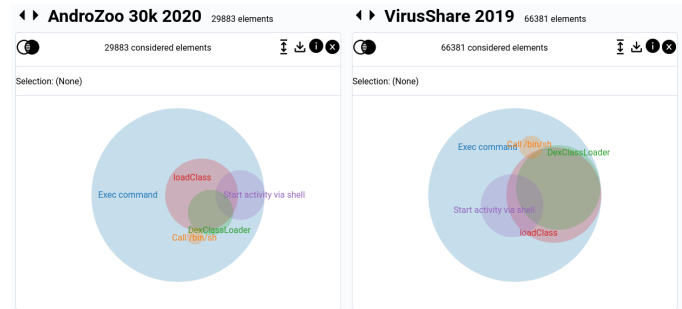 AndroZoo 30k 2020 29883 elements
29883 considered elements
Selection: (None)
loadClass
Exec command
Start activity via shell
DexClassLoader
Call /bin/sh
VirusShare 2019 66381 elements
66381 considered elements
Selection: (None)
Call /bin/sh
Exec command
DexClassLoader
Start activity via shell
loadClass